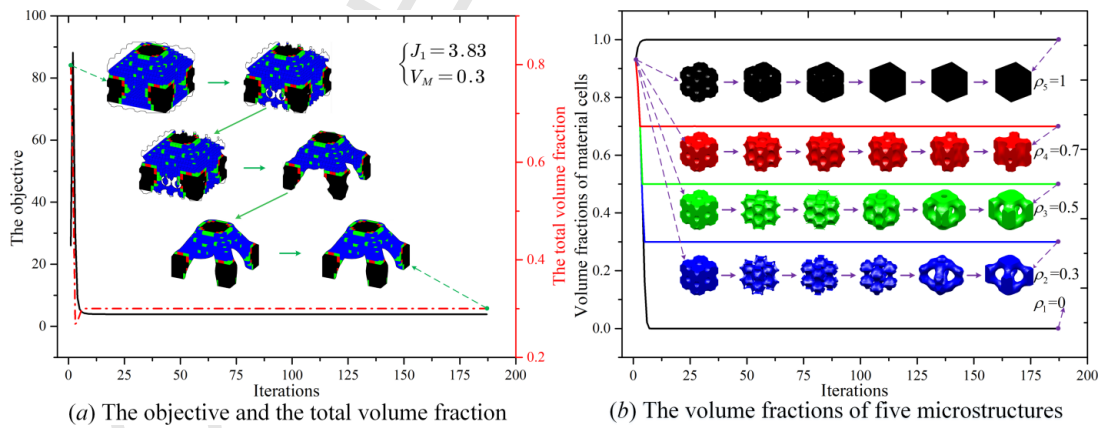 100
80
60
40
20
0
The objective
0.8
0.6
0.4
0.2
The total volume fraction
J₁ = 3.83
V_M = 0.3
0 25 50 75 100 125 150 175 200
Iterations
(a) The objective and the total volume fraction
1.0
0.8
0.6
0.4
0.2
0.0
Volume fractions of material cells
ρ₅=1
ρ₄=0.7
ρ₃=0.5
ρ₂=0.3
ρ₁=0
0 25 50 75 100 125 150 175 200
Iterations
(b) The volume fractions of five microstructures